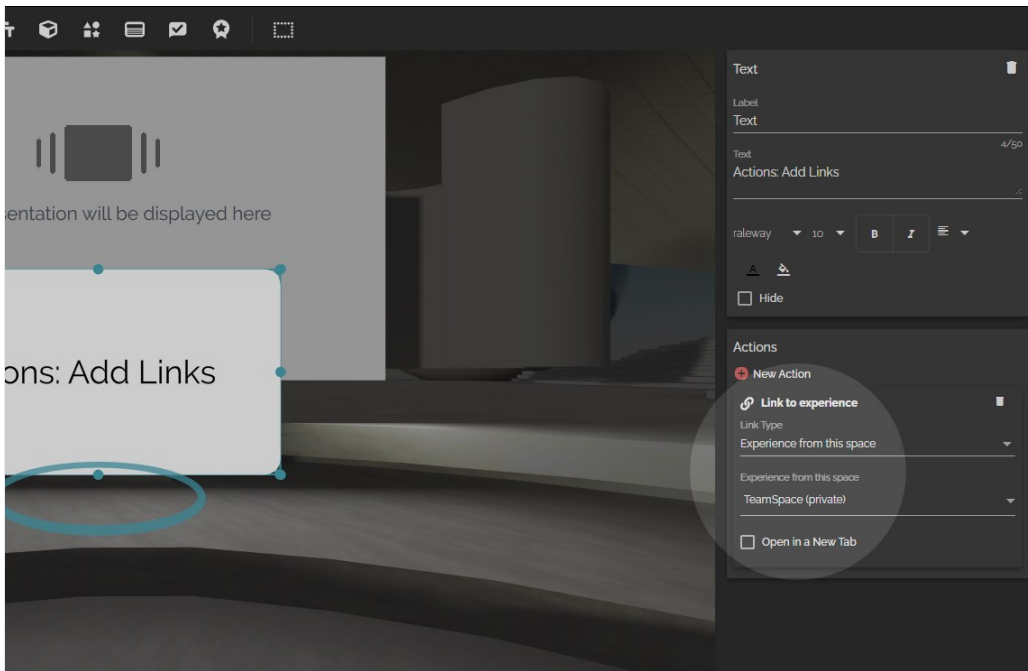 sentation will be displayed here
ons: Add Links
Text
Label
Text
4/50
Text
Actions: Add Links
raleway 10 B I
A
Hide
Actions
New Action
Link to experience
Link Type
Experience from this space
Experience from this space
TeamSpace (private)
Open in a New Tab